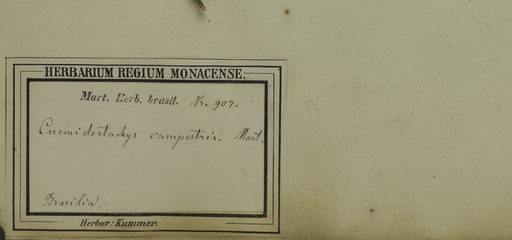 HERBARIUM REGIUM MONACENSE.
Mart. Herb. brasil. Nr. 907.
Cnemidostachys campestris. Mart.
Brasilia.
Herbar: Kummer.